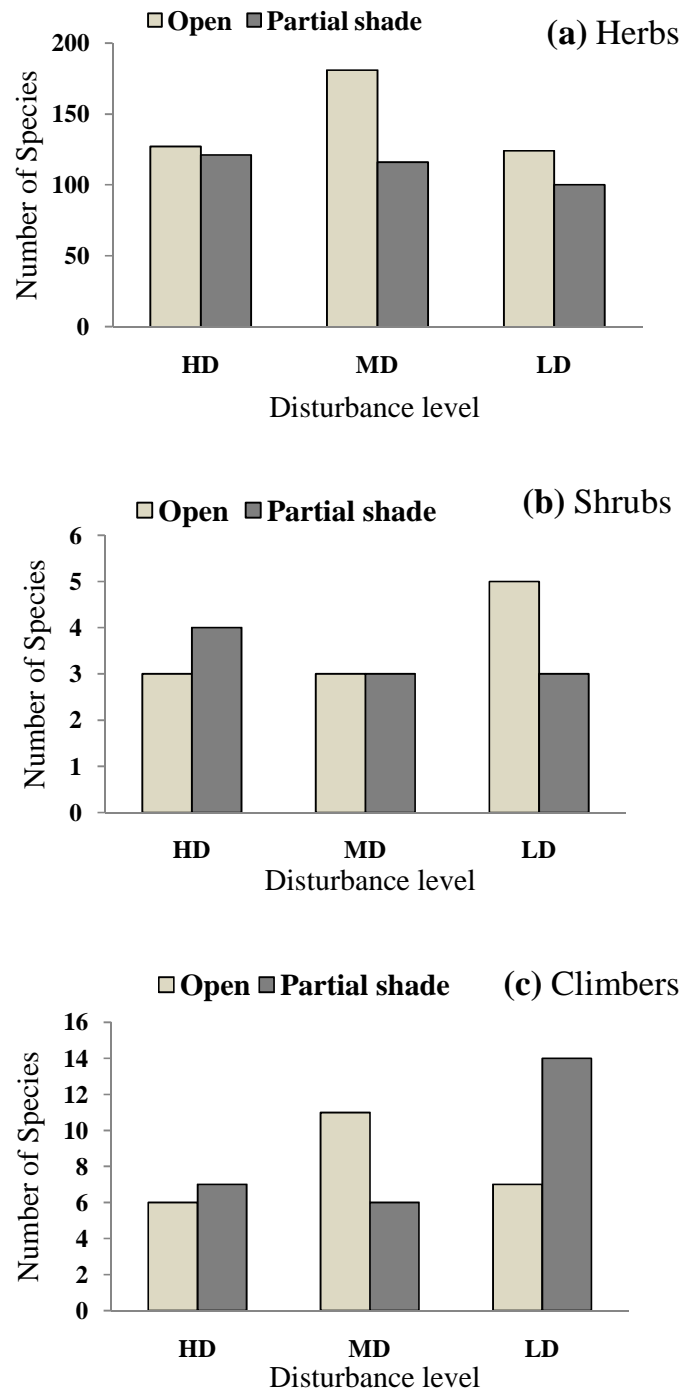 Open Partial shade
(a) Herbs
Number of Species
200
150
100
50
0
HD MD LD
Disturbance level
(b) Shrubs
Open Partial shade
Number of Species
6
5
4
3
2
1
0
HD MD LD
Disturbance level
Open Partial shade (c) Climbers
Number of Species
16
14
12
10
8
6
4
2
0
HD MD LD
Disturbance level